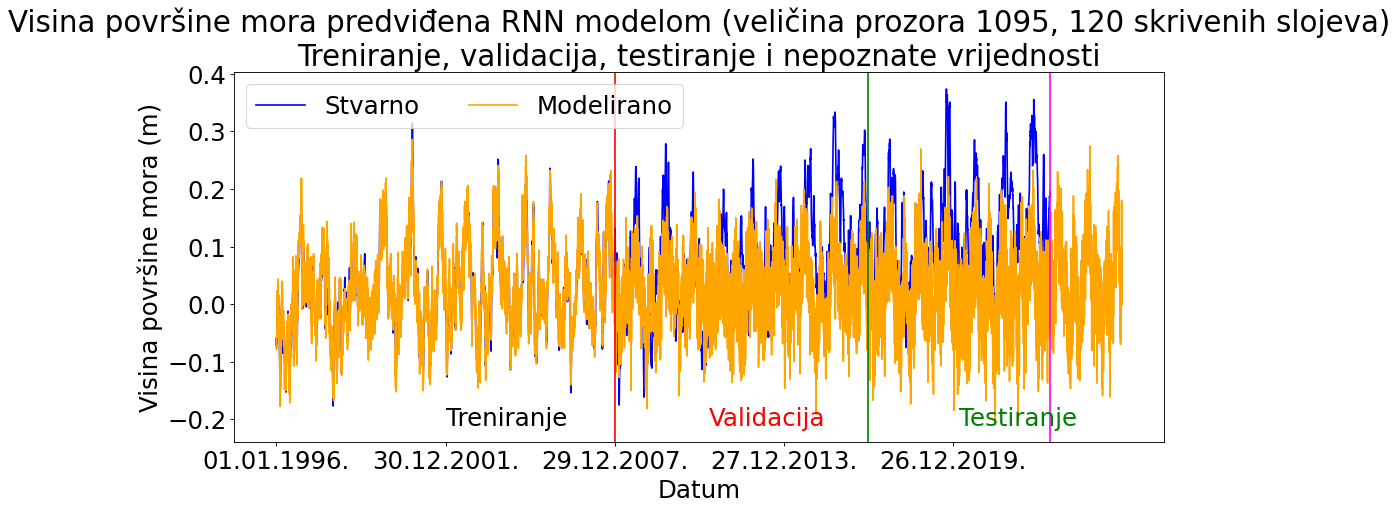 Visina površine mora predviđena RNN modelom (veličina prozora 1095, 120 skrivenih slojeva)
Treniranje, validacija, testiranje i nepoznate vrijednosti
Stvarno Modelirano
Visina površine mora (m)
0.4
0.3
0.2
0.1
0.0
−0.1
−0.2
Treniranje Validacija Testiranje
01.01.1996. 30.12.2001. 29.12.2007. 27.12.2013. 26.12.2019.
Datum